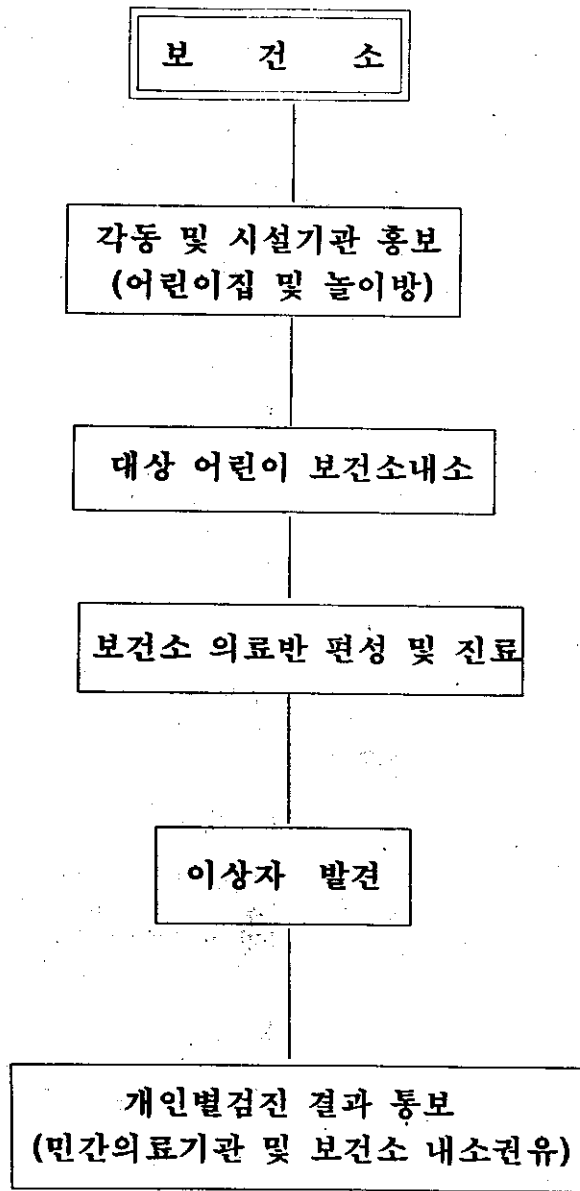 보 건 소
각동 및 시설기관 홍보
(어린이집 및 놀이방)
대상 어린이 보건소내소
보건소 의료반 편성 및 진료
이상자 발견
개인별검진 결과 통보
(민간의료기관 및 보건소 내소권유)